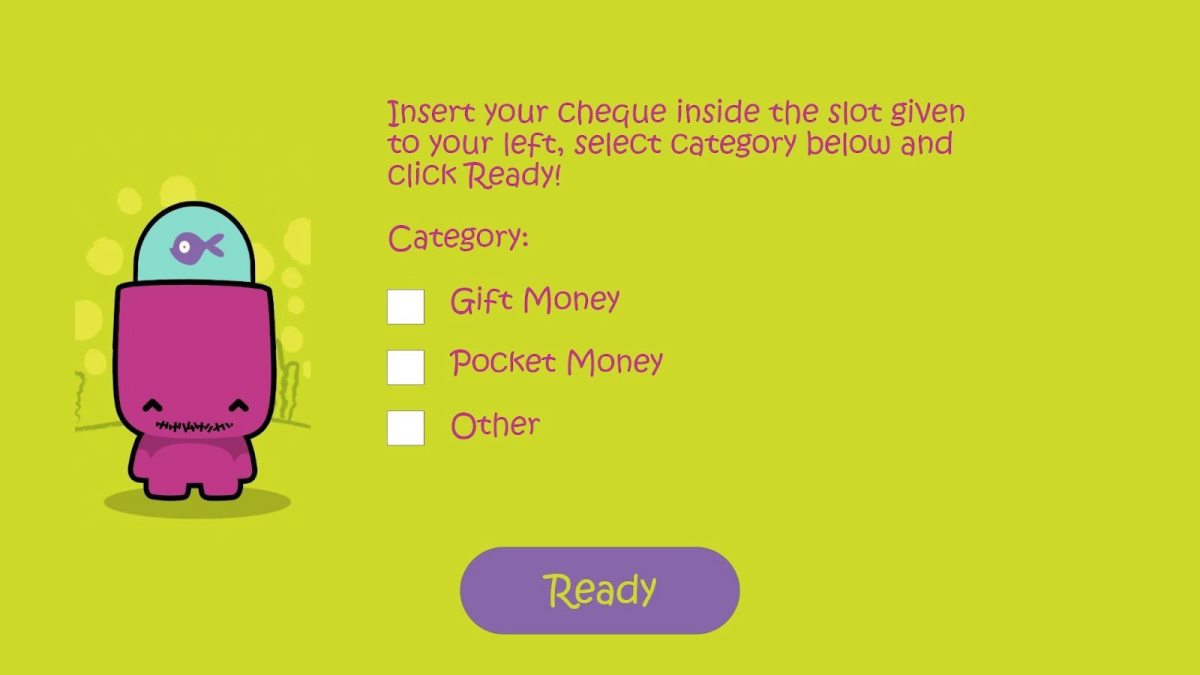 Insert your cheque inside the slot given
to your left, select category below and
click Ready!
Category:
Gift Money
Pocket Money
Other
Ready